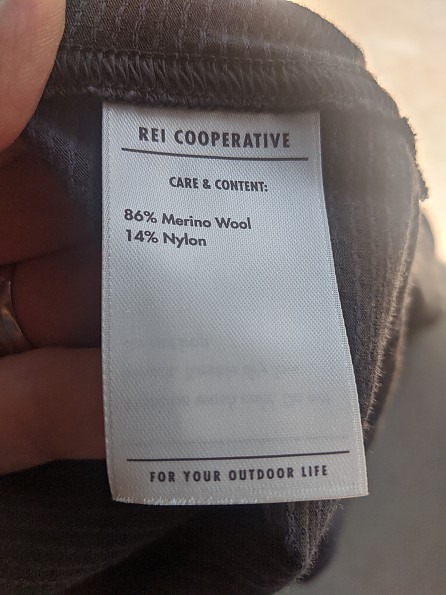 REI COOPERATIVE
CARE & CONTENT:
86% Merino Wool
14% Nylon
FOR YOUR OUTDOOR LIFE